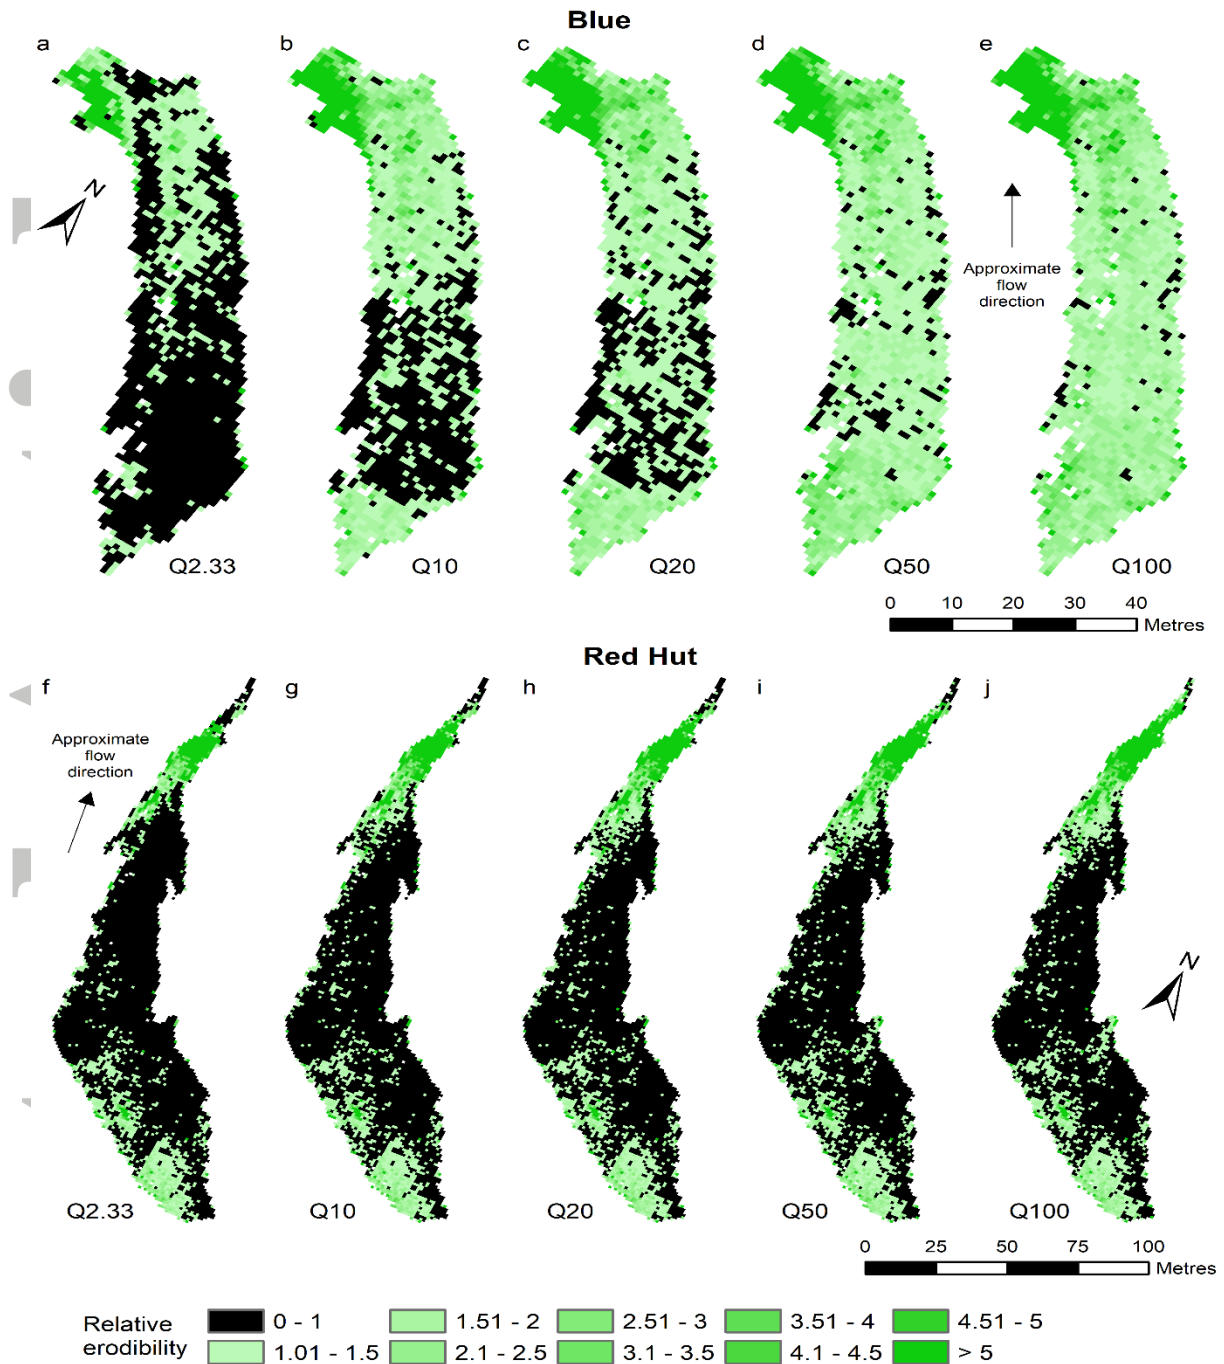 Blue
a
b
c
d
e
N
Approximate
flow
direction
Q2.33
Q10
Q20
Q50
Q100
0 10 20 30 40
Metres
Red Hut
f
g
h
i
j
Approximate
flow
direction
N
Q2.33
Q10
Q20
Q50
Q100
0 25 50 75 100
Metres
Relative
erodibility
0 - 1
1.51 - 2
2.51 - 3
3.51 - 4
4.51 - 5
1.01 - 1.5
2.1 - 2.5
3.1 - 3.5
4.1 - 4.5
> 5